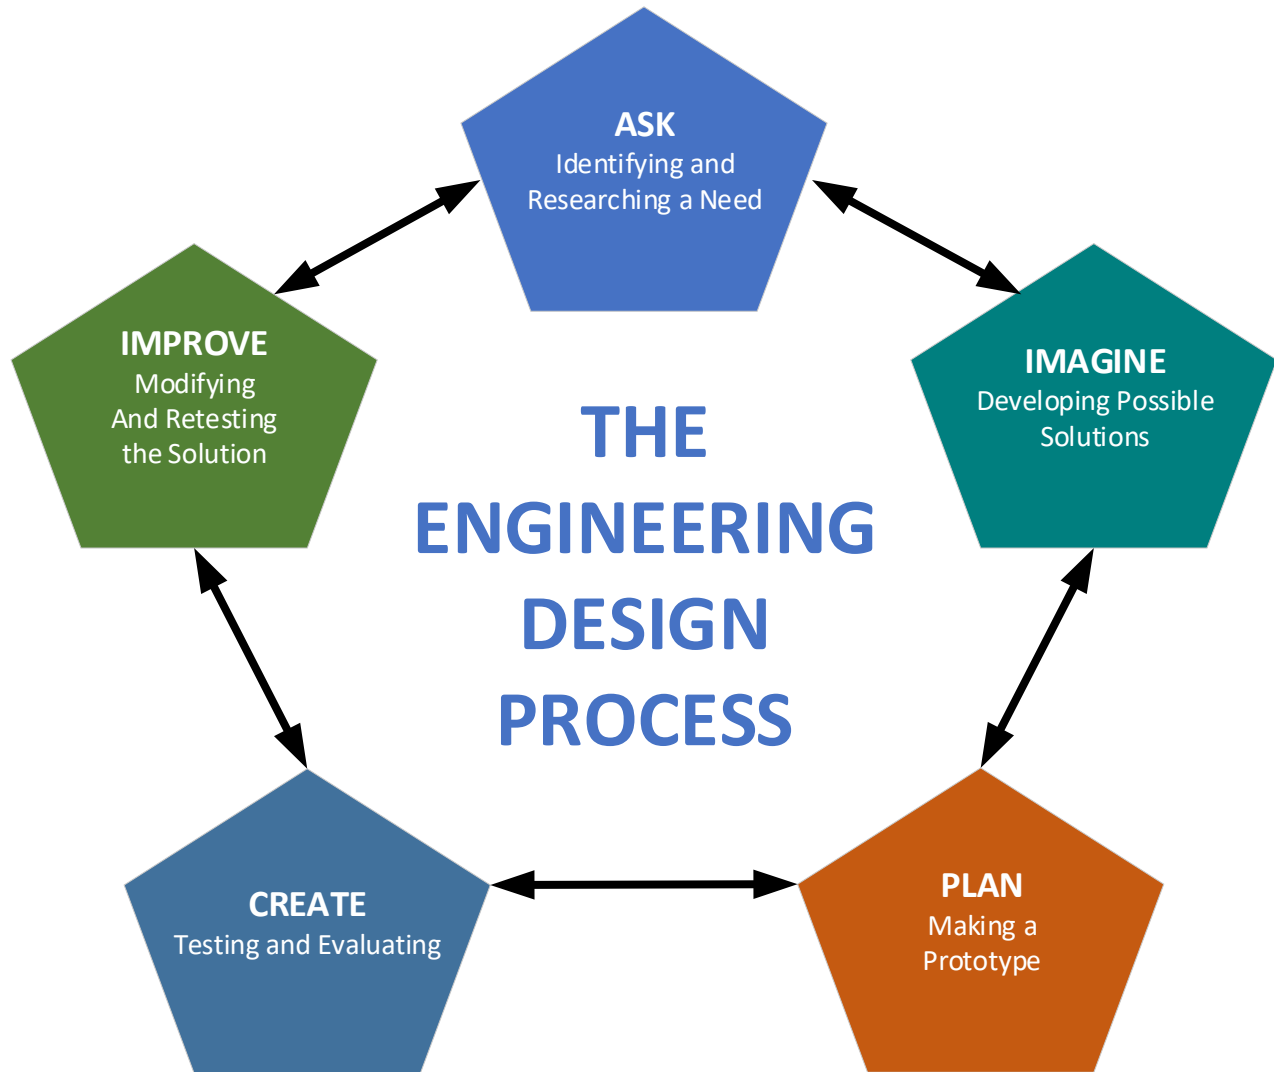 ASK
Identifying and
Researching a Need
IMPROVE
Modifying
And Retesting
the Solution
IMAGINE
Developing Possible
Solutions
THE
ENGINEERING
DESIGN
PROCESS
CREATE
Testing and Evaluating
PLAN
Making a
Prototype